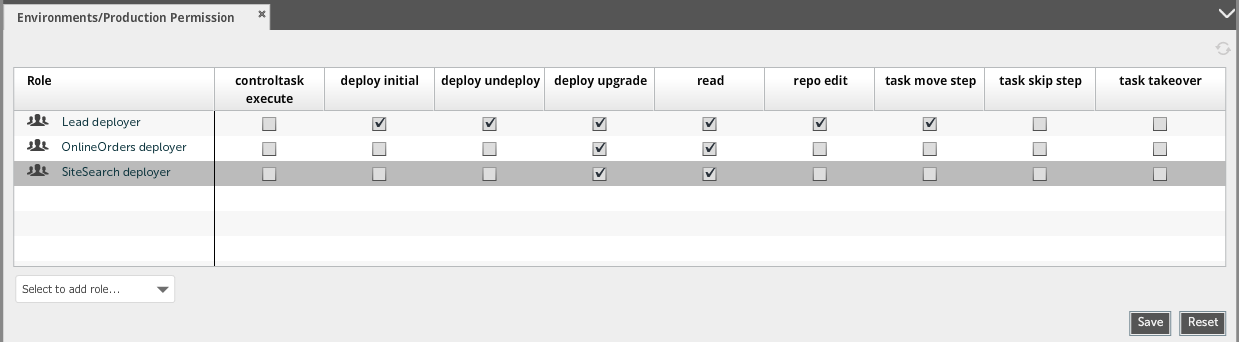 Environments/Production Permission
Role
controltask execute
deploy initial
deploy undeploy
deploy upgrade
read
repo edit
task move step
task skip step
task takeover
Lead deployer
OnlineOrders deployer
SiteSearch deployer
Select to add role...
Save
Reset